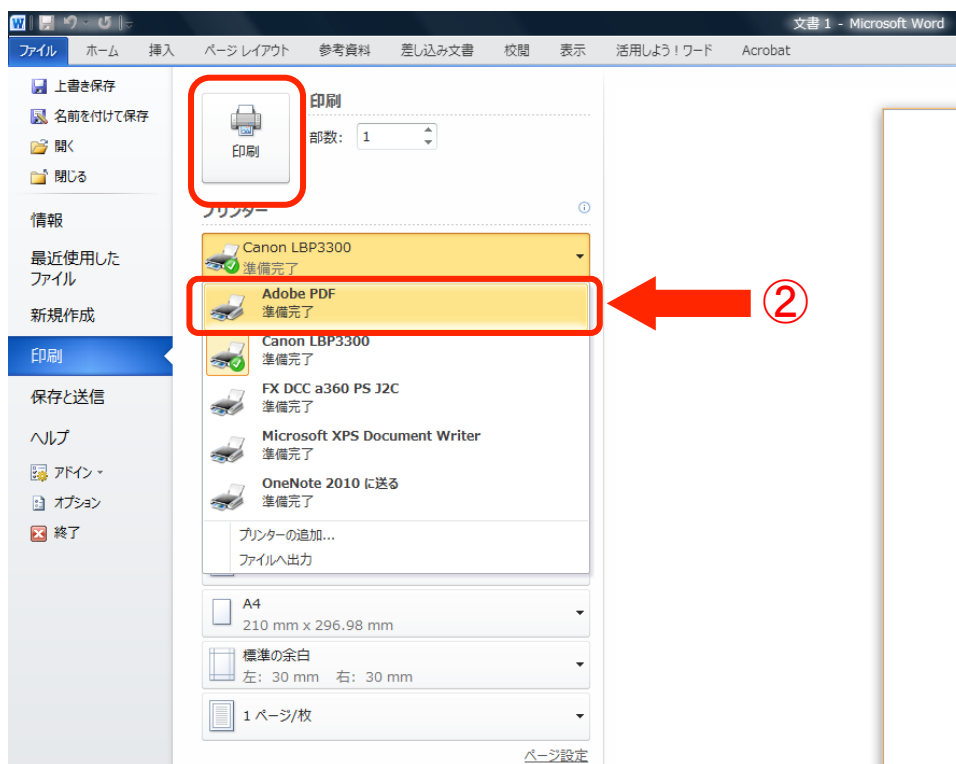 文書 1 - Microsoft Word
ファイル ホーム 挿入 ページ レイアウト 参考資料 差し込み文書 校閲 表示 活用しよう！ワード Acrobat
上書き保存
名前を付けて保存
開く
閉じる
情報
最近使用した
ファイル
新規作成
印刷
保存と送信
ヘルプ
アドイン
オプション
終了
印刷
印刷
部数: 1
プリンター
Canon LBP3300
準備完了
Adobe PDF
準備完了
②
Canon LBP3300
準備完了
FX DCC a360 PS J2C
準備完了
Microsoft XPS Document Writer
準備完了
OneNote 2010 に送る
準備完了
プリンターの追加...
ファイルへ出力
A4
210 mm x 296.98 mm
標準の余白
左: 30 mm 右: 30 mm
1 ページ/枚
ページ設定